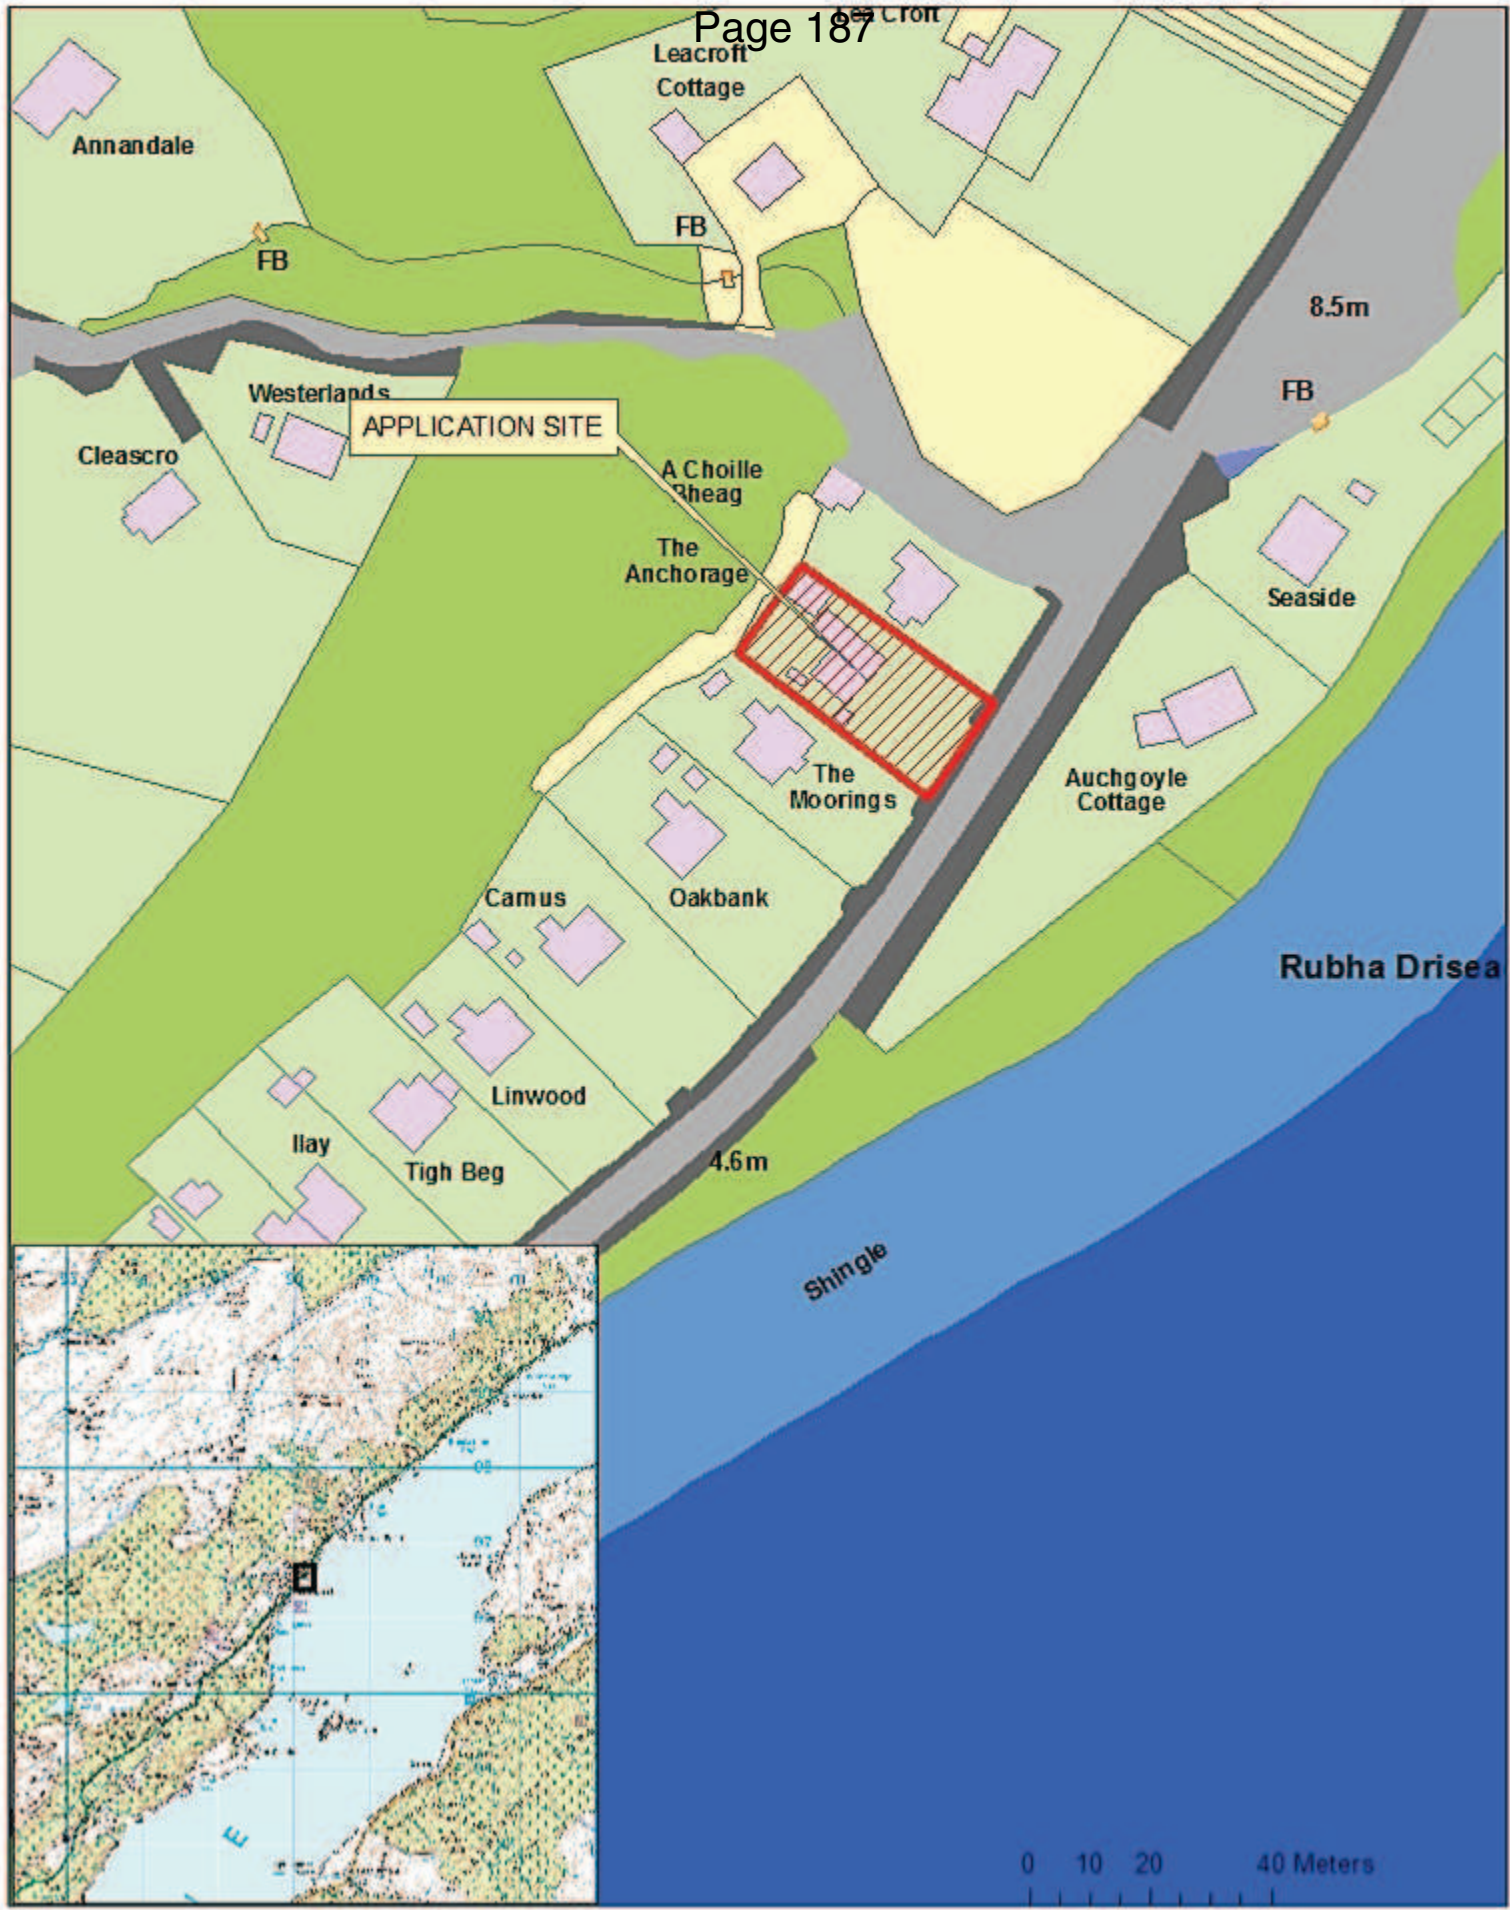 Page 187
Lea Croft
Leacroft
Cottage
Annandale
FB
FB
8.5m
FB
Westerlands
APPLICATION SITE
Cleascro
A Choille
Bheag
The
Anchorage
Seaside
The
Moorings
Auchgoyle
Cottage
Camus
Oakbank
Rubha Drisea
Linwood
Ilay
Tigh Beg
4.6m
Shingle
E
0 10 20 40 Meters